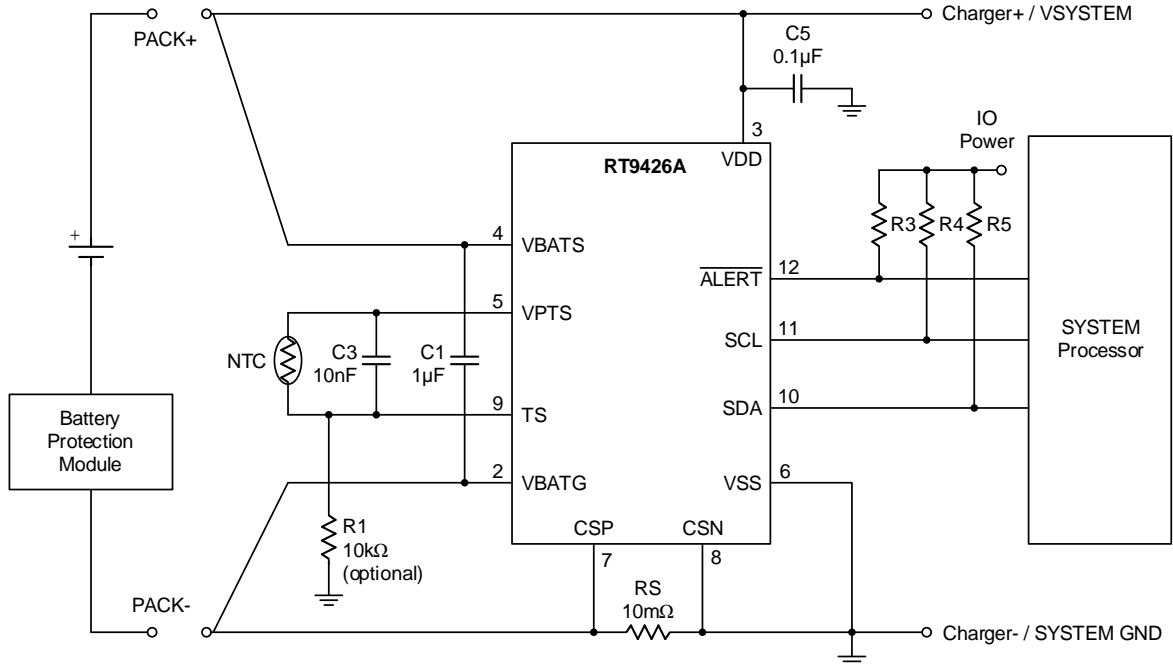 Charger+ / VSYSTEM
PACK+
C5
0.1µF
3
VDD
RT9426A
IO
Power
R3
R4
R5
+
4
VBATS
12
ALERT
5
VPTS
11
SCL
SYSTEM
Processor
NTC
C3
10nF
C1
1µF
9
TS
10
SDA
Battery
Protection
Module
2
VBATG
6
VSS
CSP
CSN
7
8
R1
10kΩ
(optional)
RS
10mΩ
PACK-
Charger- / SYSTEM GND